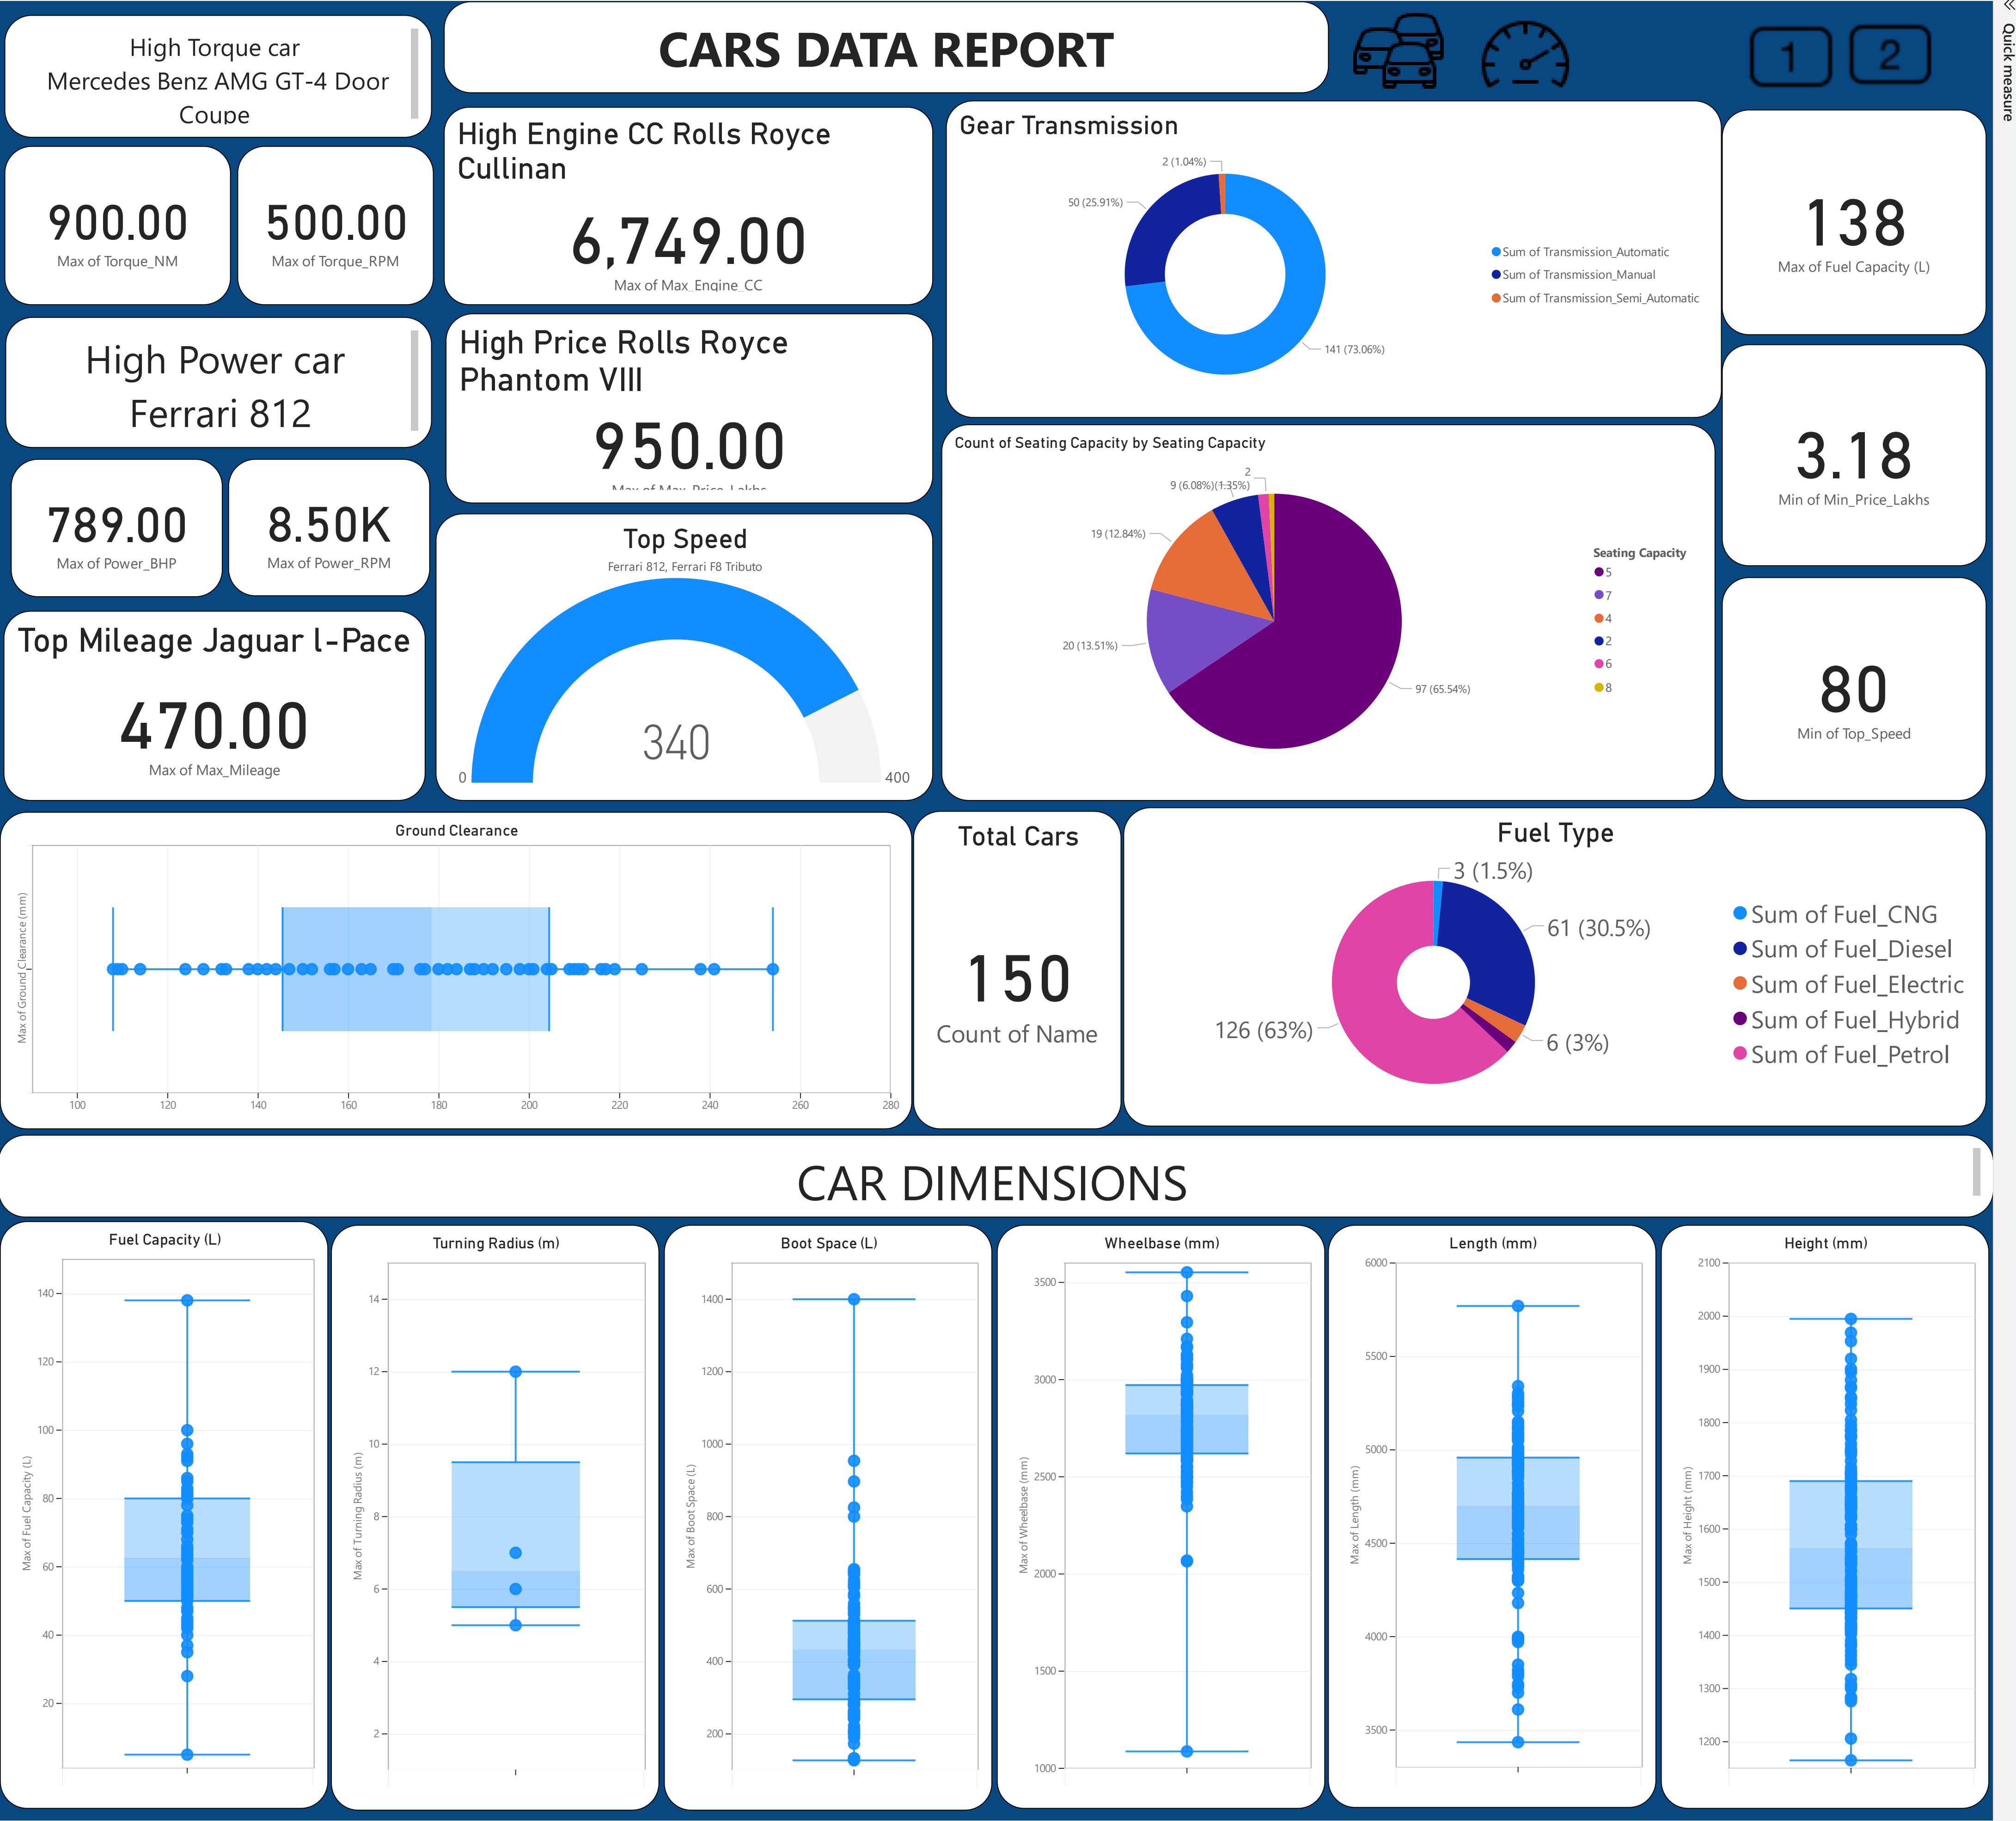 High Torque car
Mercedes Benz AMG GT-4 Door
Coupe
CARS DATA REPORT
1
2
Quick measure
900.00
Max of Torque_NM
500.00
Max of Torque_RPM
High Engine CC Rolls Royce
Cullinan
6,749.00
Max of Max_Engine_CC
Gear Transmission
2 (1.04%)
50 (25.91%)
141 (73.06%)
Sum of Transmission_Automatic
Sum of Transmission_Manual
Sum of Transmission_Semi_Automatic
138
Max of Fuel Capacity (L)
High Power car
Ferrari 812
789.00
Max of Power_BHP
8.50K
Max of Power_RPM
High Price Rolls Royce
Phantom VIII
950.00
Max of Max_Price_Lakhs
Count of Seating Capacity by Seating Capacity
2
9 (6.08%)
(1.35%)
19 (12.84%)
20 (13.51%)
97 (65.54%)
Seating Capacity
5
7
4
2
6
8
3.18
Min of Min_Price_Lakhs
80
Min of Top_Speed
Top Mileage Jaguar l-Pace
470.00
Max of Max_Mileage
Top Speed
Ferrari 812, Ferrari F8 Tributo
340
0
400
Ground Clearance
Max of Ground Clearance (mm)
100 120 140 160 180 200 220 240 260 280
Total Cars
150
Count of Name
Fuel Type
3 (1.5%)
61 (30.5%)
6 (3%)
126 (63%)
Sum of Fuel_CNG
Sum of Fuel_Diesel
Sum of Fuel_Electric
Sum of Fuel_Hybrid
Sum of Fuel_Petrol
CAR DIMENSIONS
Fuel Capacity (L)
Max of Fuel Capacity (L)
140
120
100
80
60
40
20
Turning Radius (m)
Max of Turning Radius (m)
14
12
10
8
6
4
2
Boot Space (L)
Max of Boot Space (L)
1400
1200
1000
800
600
400
200
Wheelbase (mm)
Max of Wheelbase (mm)
3500
3000
2500
2000
1500
1000
Length (mm)
Max of Length (mm)
6000
5500
5000
4500
4000
3500
Height (mm)
Max of Height (mm)
2100
2000
1900
1800
1700
1600
1500
1400
1300
1200